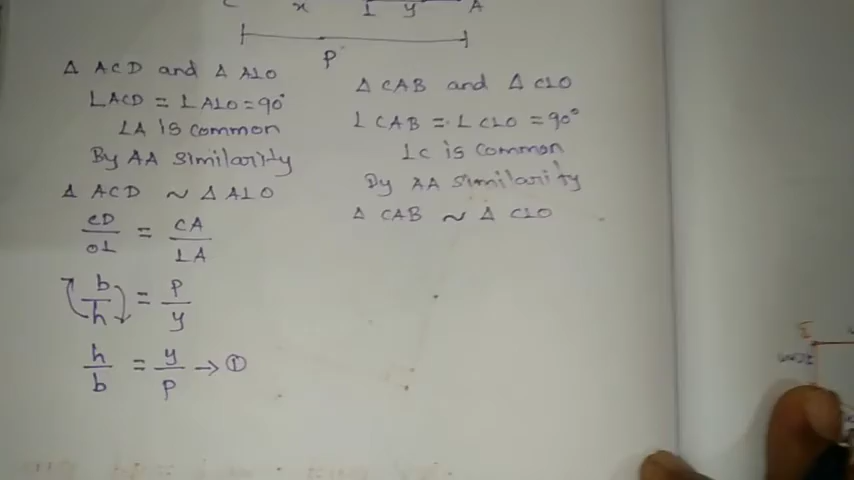 C x L y A
P
Δ ACD and Δ ALO
∟ACD = ∟ALO = 90°
∟A is common
By AA similarity
Δ ACD ~ Δ ALO
CD/OL = CA/LA
b/h = P/y
h/b = y/P → ①
Δ CAB and Δ CLO
∟CAB = ∟CLO = 90°
∟C is common
By AA similarity
Δ CAB ~ Δ CLO